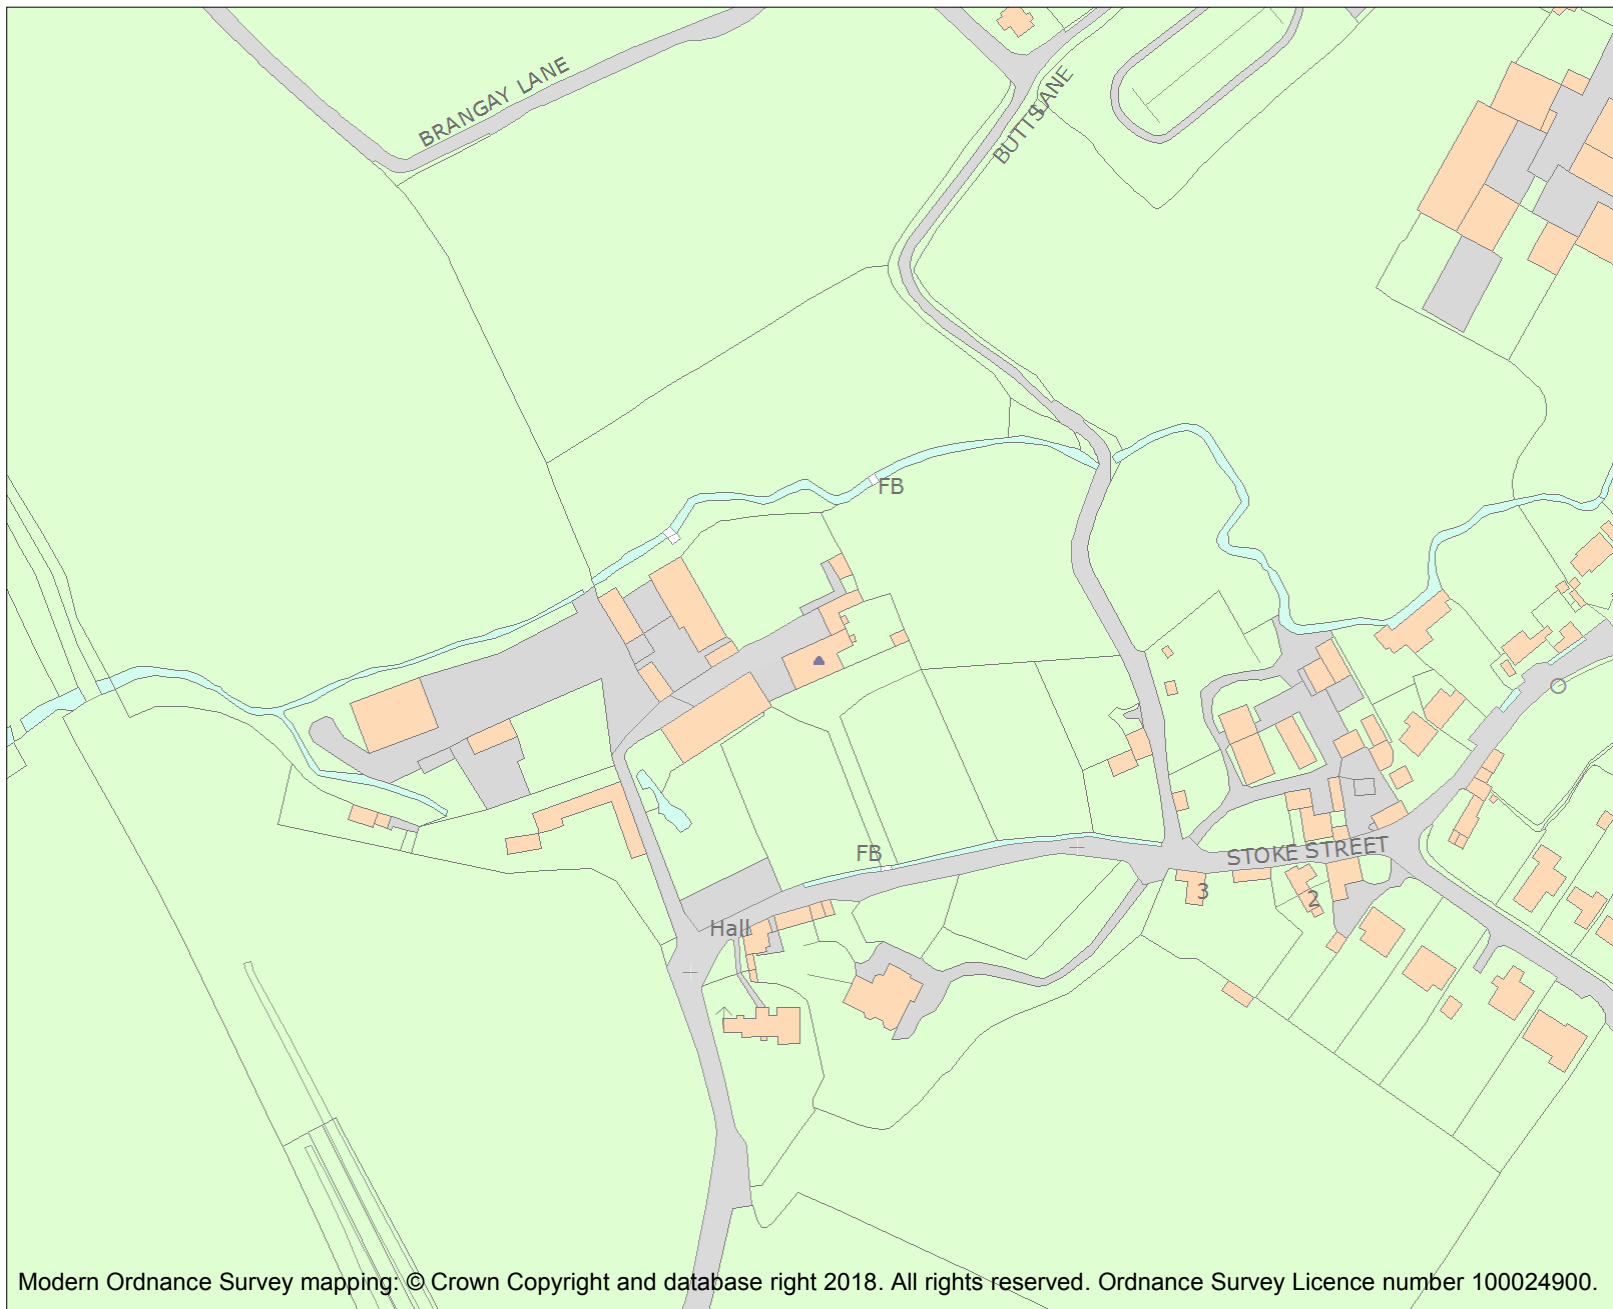 BRANGAY LANE
BUTTS LANE
FB
FB
STOKE STREET
3
2
Hall
Modern Ordnance Survey mapping: © Crown Copyright and database right 2018. All rights reserved. Ordnance Survey Licence number 100024900.